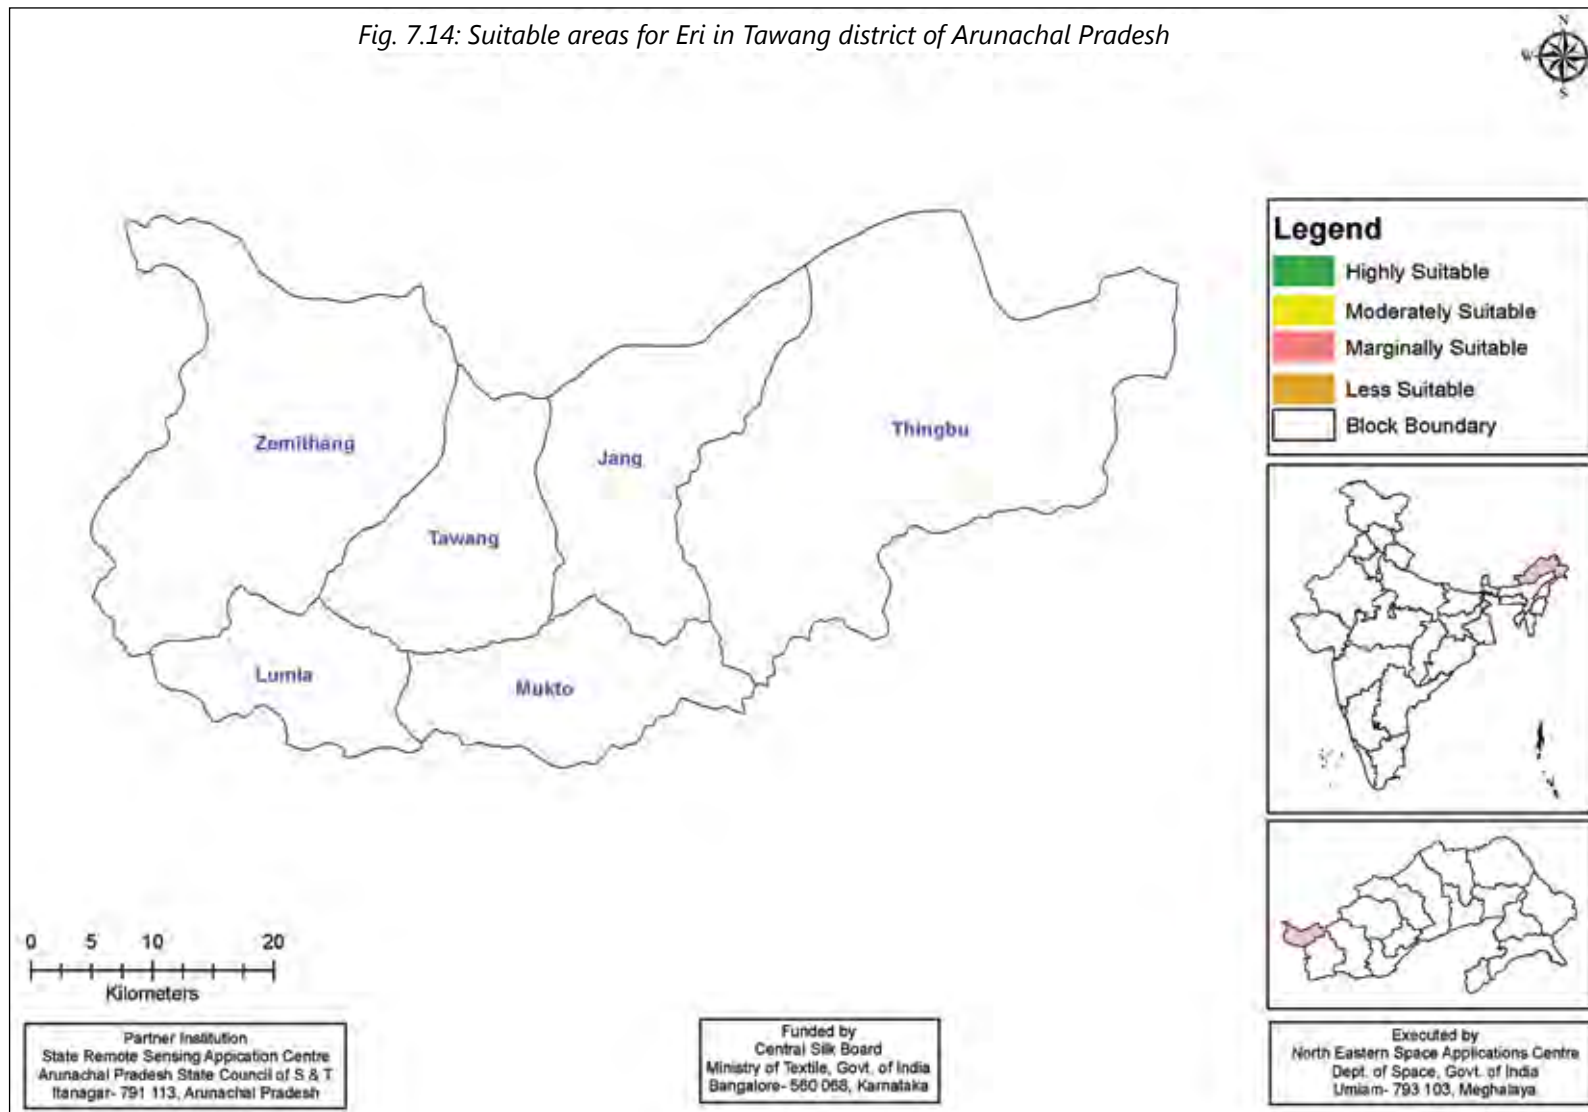 Fig. 7.14: Suitable areas for Eri in Tawang district of Arunachal Pradesh
N
W
S
Legend
Highly Suitable
Moderately Suitable
Marginally Suitable
Less Suitable
Block Boundary
Zemithang
Thingbu
Jang
Tawang
Lumla
Mukto
0 5 10 20
Kilometers
Partner Institution
State Remote Sensing Appication Centre
Arunachal Pradesh State Council of S & T
Itanagar- 791 113, Arunachal Pradesh
Funded by
Central Silk Board
Ministry of Textile, Govt. of India
Bangalore- 560 068, Karnataka
Executed by
North Eastern Space Applications Centre
Dept. of Space, Govt. of India
Umiam- 793 103, Meghalaya